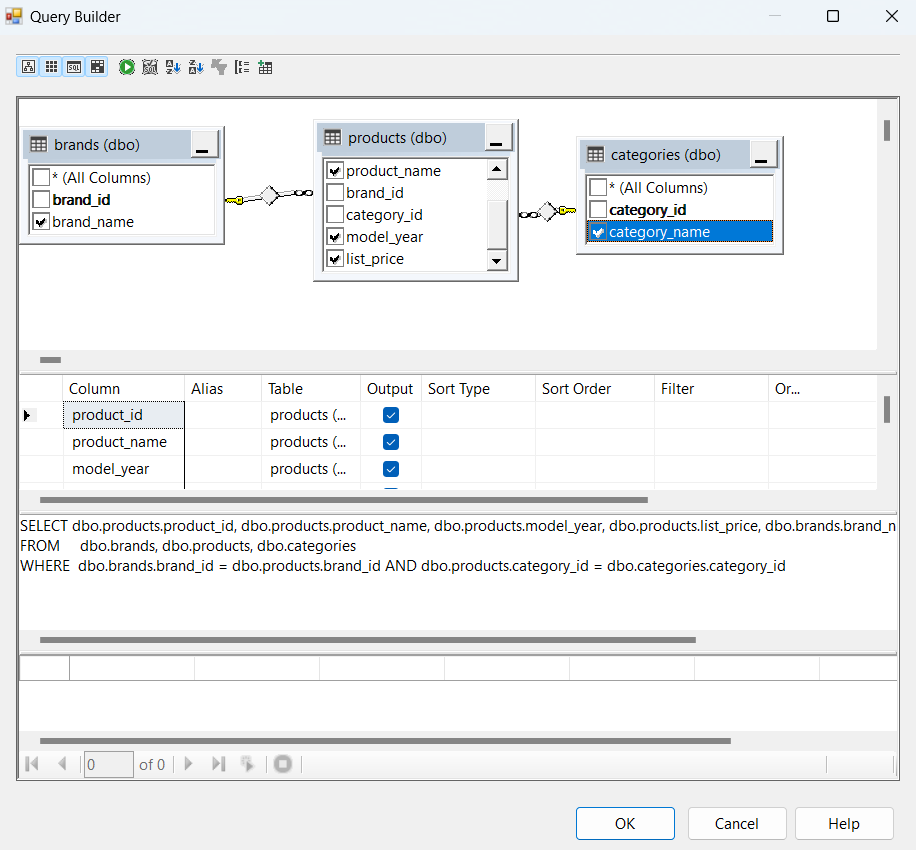 Query Builder
brands (dbo)
* (All Columns)
brand_id
brand_name
products (dbo)
product_name
brand_id
category_id
model_year
list_price
categories (dbo)
* (All Columns)
category_id
category_name
Column Alias Table Output Sort Type Sort Order Filter Or...
product_id products (...
product_name products (...
model_year products (...
SELECT dbo.products.product_id, dbo.products.product_name, dbo.products.model_year, dbo.products.list_price, dbo.brands.brand_n
FROM dbo.brands, dbo.products, dbo.categories
WHERE dbo.brands.brand_id = dbo.products.brand_id AND dbo.products.category_id = dbo.categories.category_id
0 of 0
OK Cancel Help